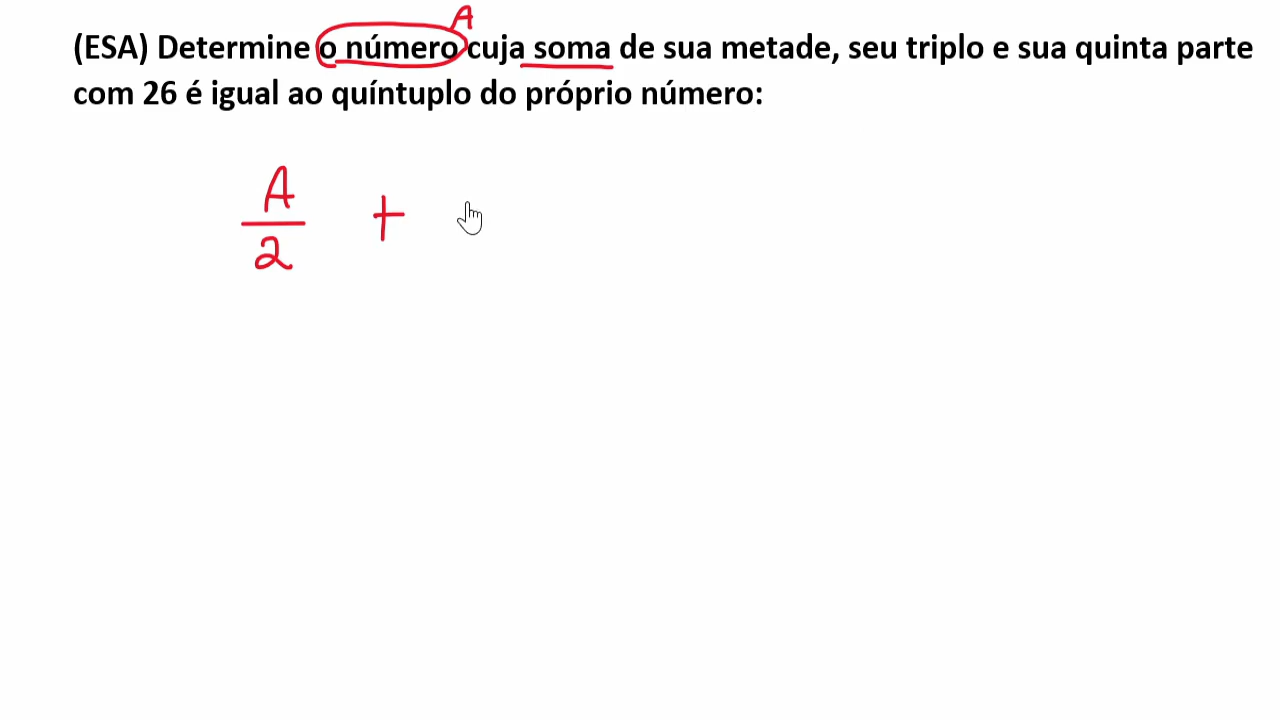 A
(ESA) Determine o número cuja soma de sua metade, seu triplo e sua quinta parte
com 26 é igual ao quíntuplo do próprio número:
A
+
2